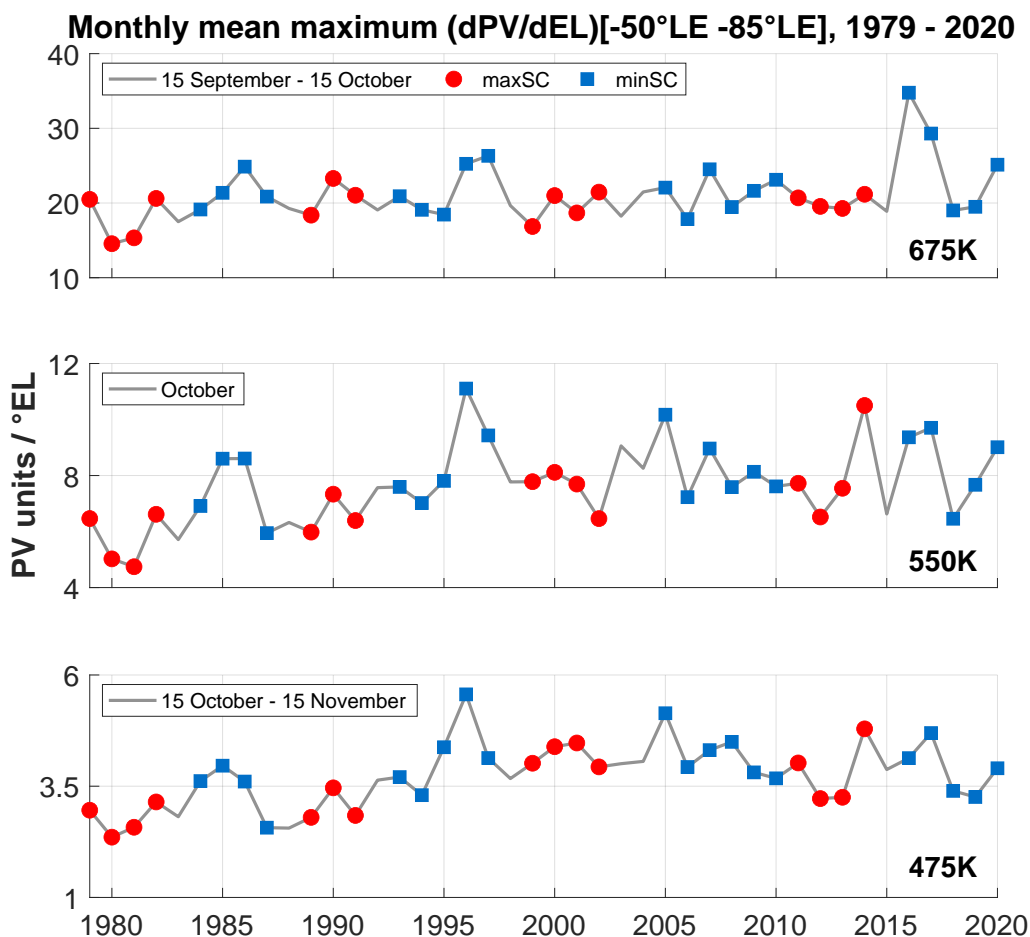 Monthly mean maximum (dPV/dEL)[-50°LE -85°LE], 1979 - 2020
40
15 September - 15 October maxSC minSC
30
20
10
675K
PV units / °EL
12
October
8
4
550K
6
15 October - 15 November
3.5
1
475K
1980 1985 1990 1995 2000 2005 2010 2015 2020